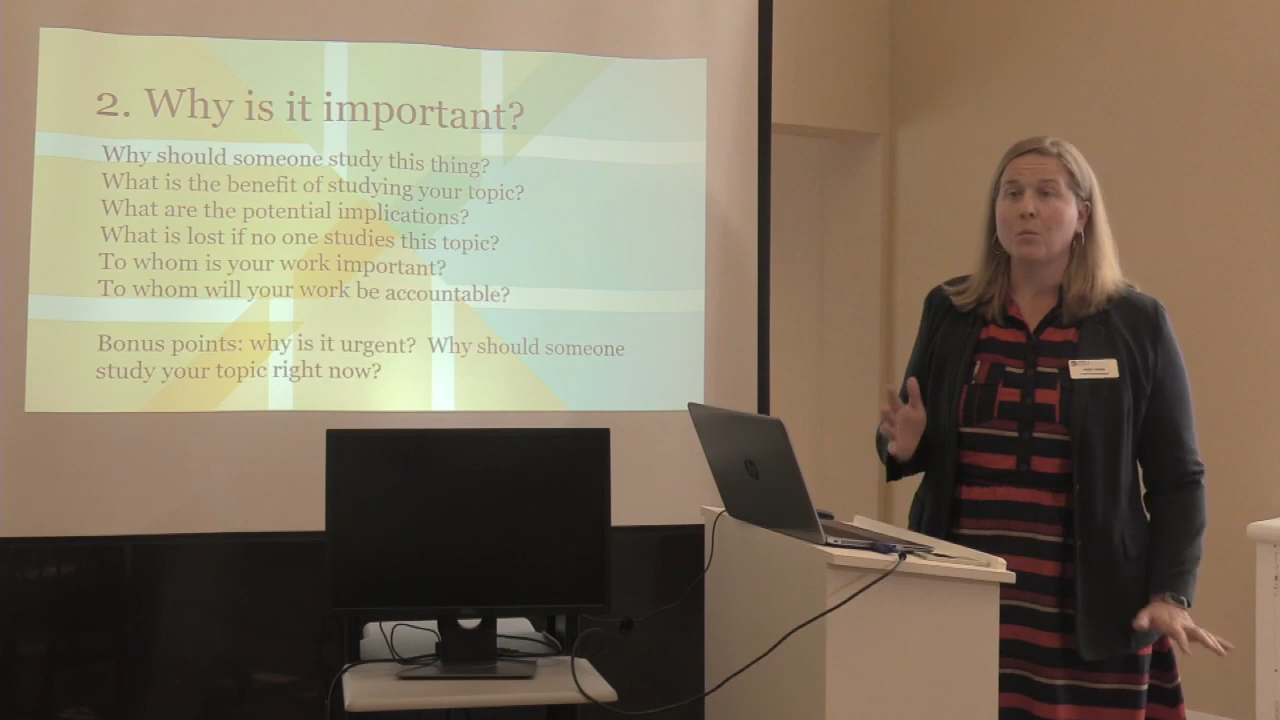 2. Why is it important?
Why should someone study this thing?
What is the benefit of studying your topic?
What are the potential implications?
What is lost if no one studies this topic?
To whom is your work important?
To whom will your work be accountable?
Bonus points: why is it urgent?  Why should someone
study your topic right now?
hp